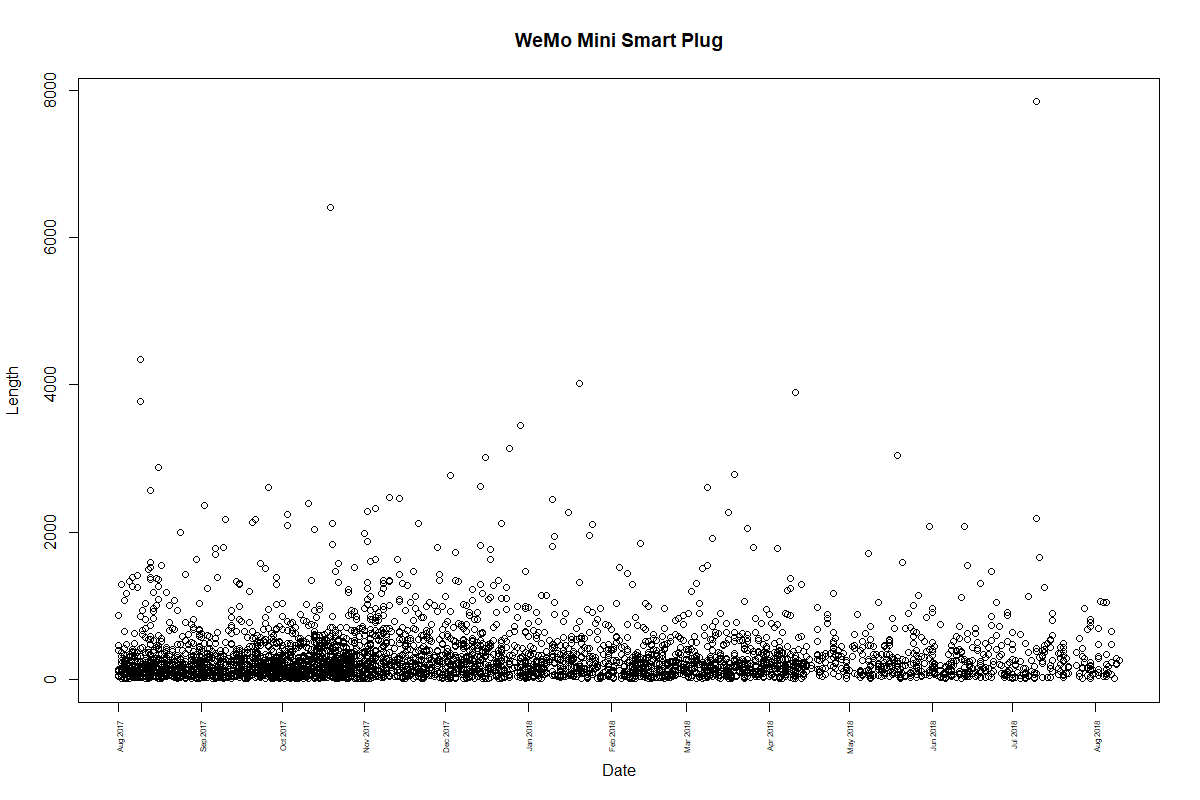 WeMo Mini Smart Plug
Length
8000
6000
4000
2000
0
Aug 2017
Sep 2017
Oct 2017
Nov 2017
Dec 2017
Jan 2018
Feb 2018
Mar 2018
Apr 2018
May 2018
Jun 2018
Jul 2018
Aug 2018
Date